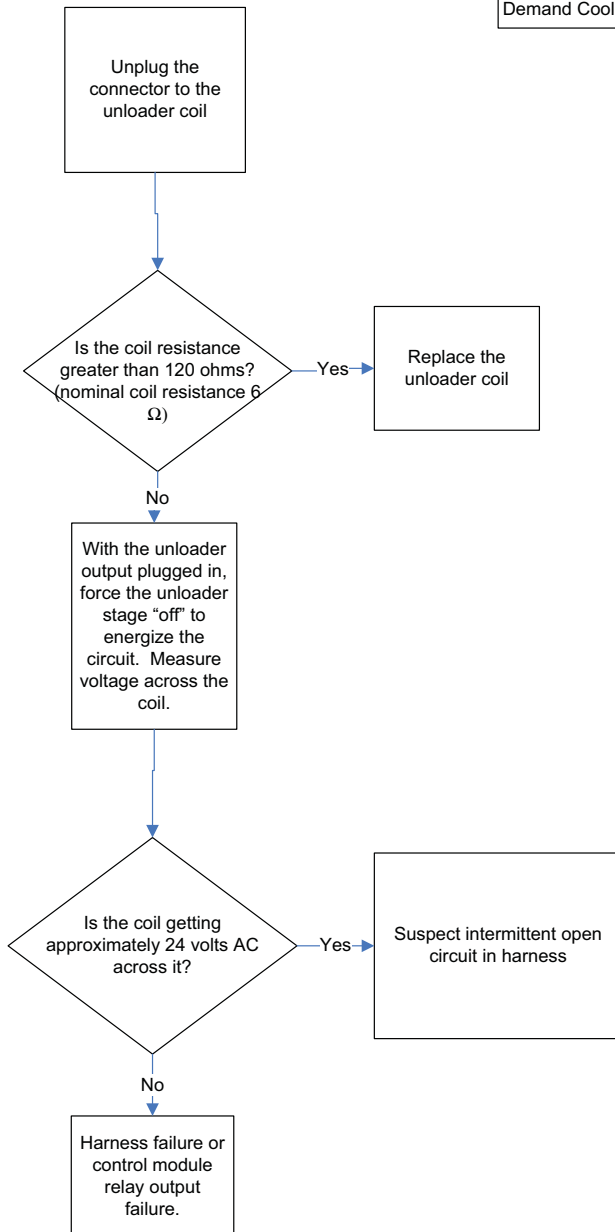 Demand Cool
Unplug the
connector to the
unloader coil
Is the coil resistance
greater than 120 ohms?
(nominal coil resistance 6
Ω)
Yes
Replace the
unloader coil
No
With the unloader
output plugged in,
force the unloader
stage “off” to
energize the
circuit. Measure
voltage across the
coil.
Is the coil getting
approximately 24 volts AC
across it?
Yes
Suspect intermittent open
circuit in harness
No
Harness failure or
control module
relay output
failure.